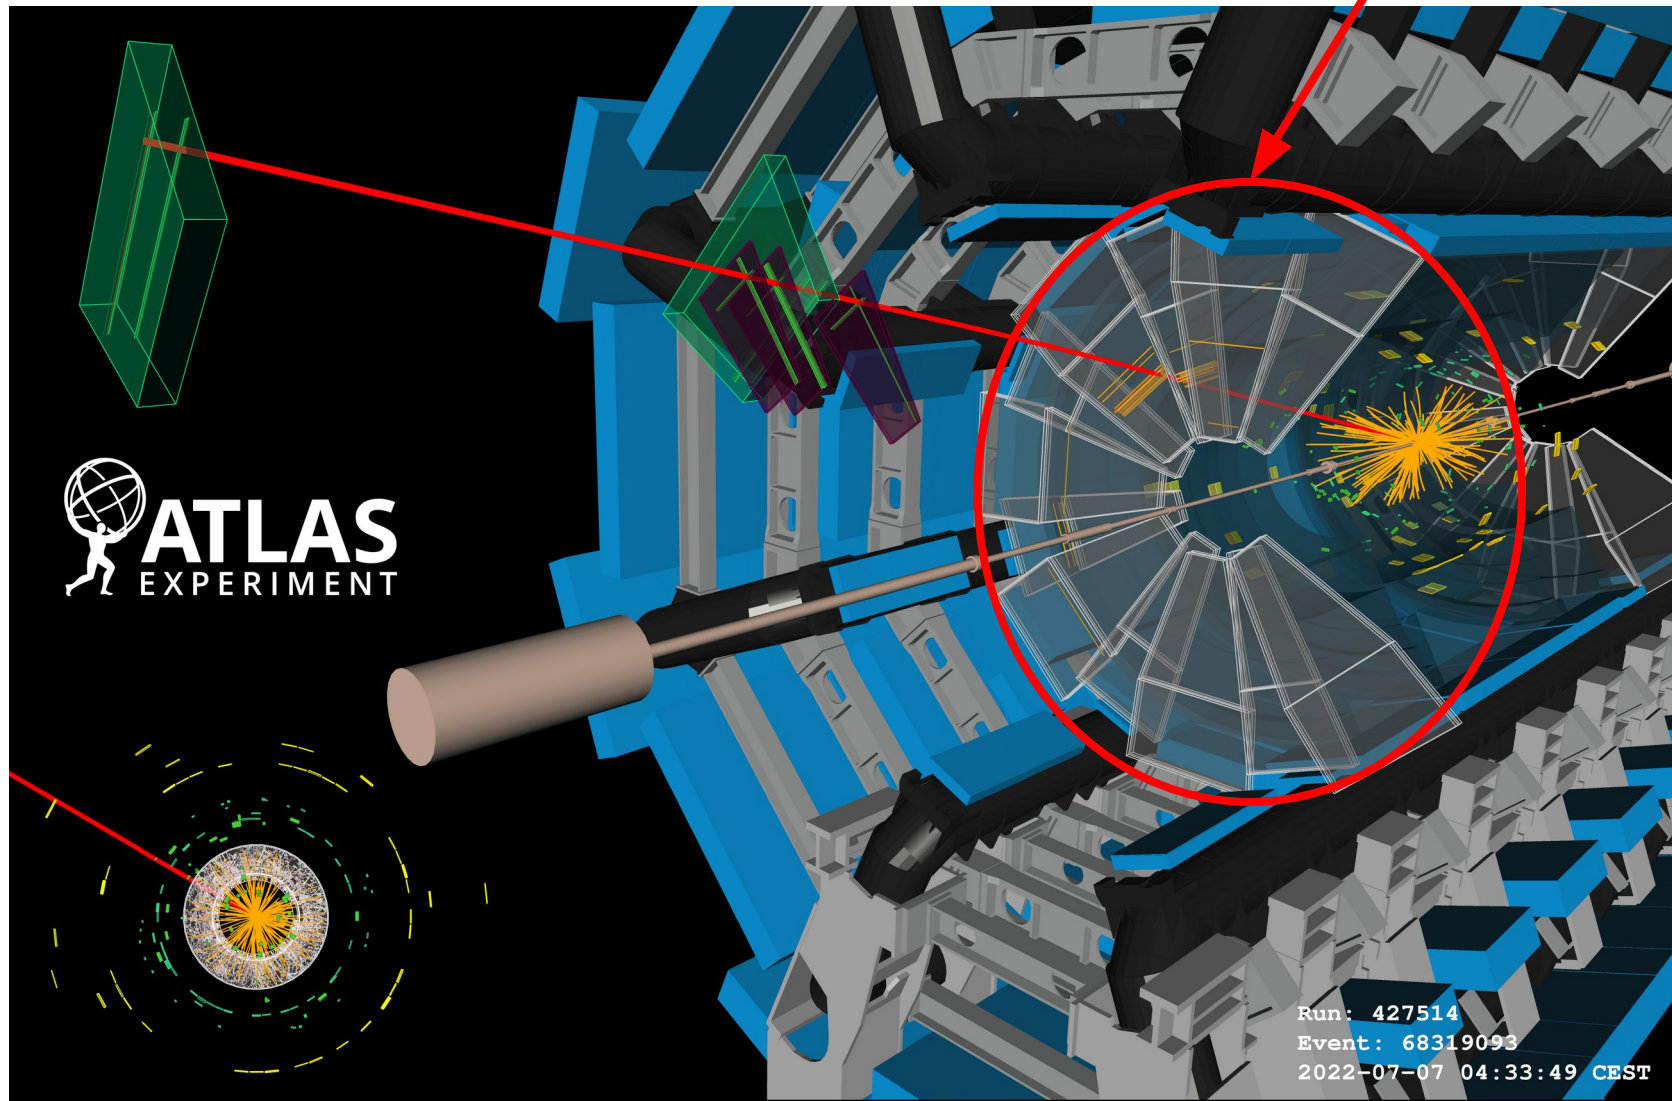 ATLAS
EXPERIMENT
Run: 427514
Event: 68319093
2022-07-07 04:33:49 CEST